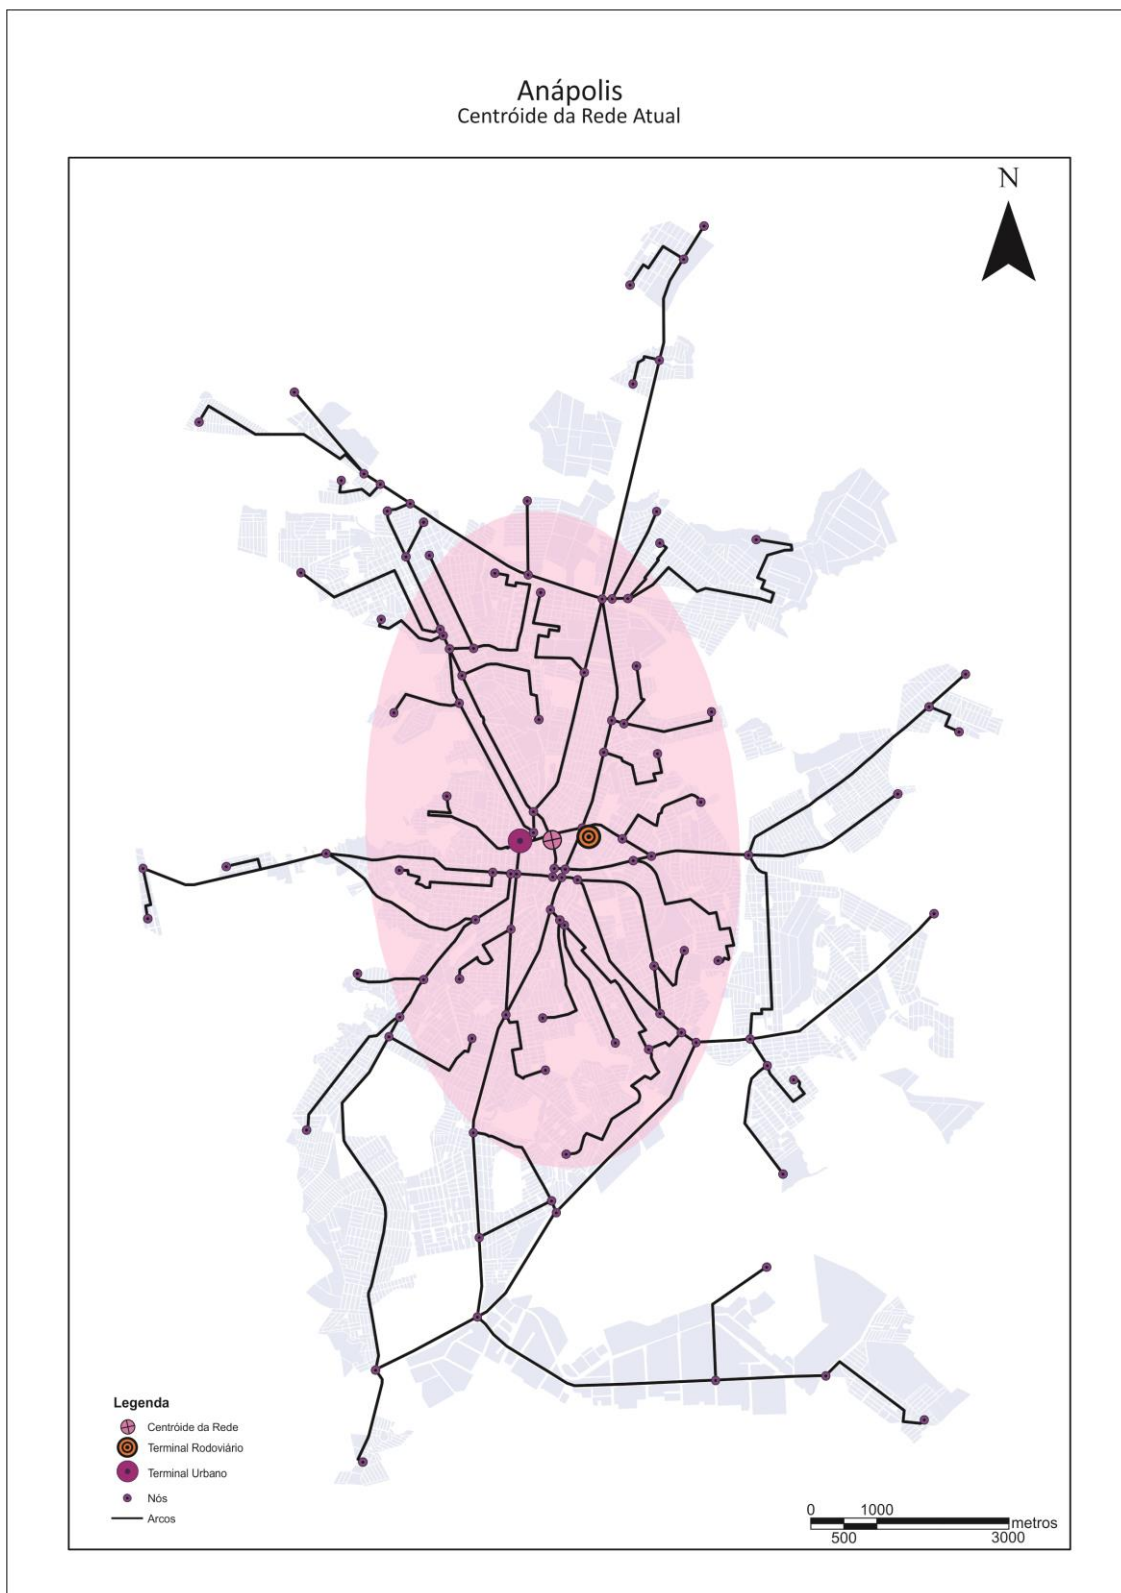 Anápolis
Centróide da Rede Atual
N
Legenda
Centróide da Rede
Terminal Rodoviário
Terminal Urbano
Nós
Arcos
0 1000
metros
500 3000